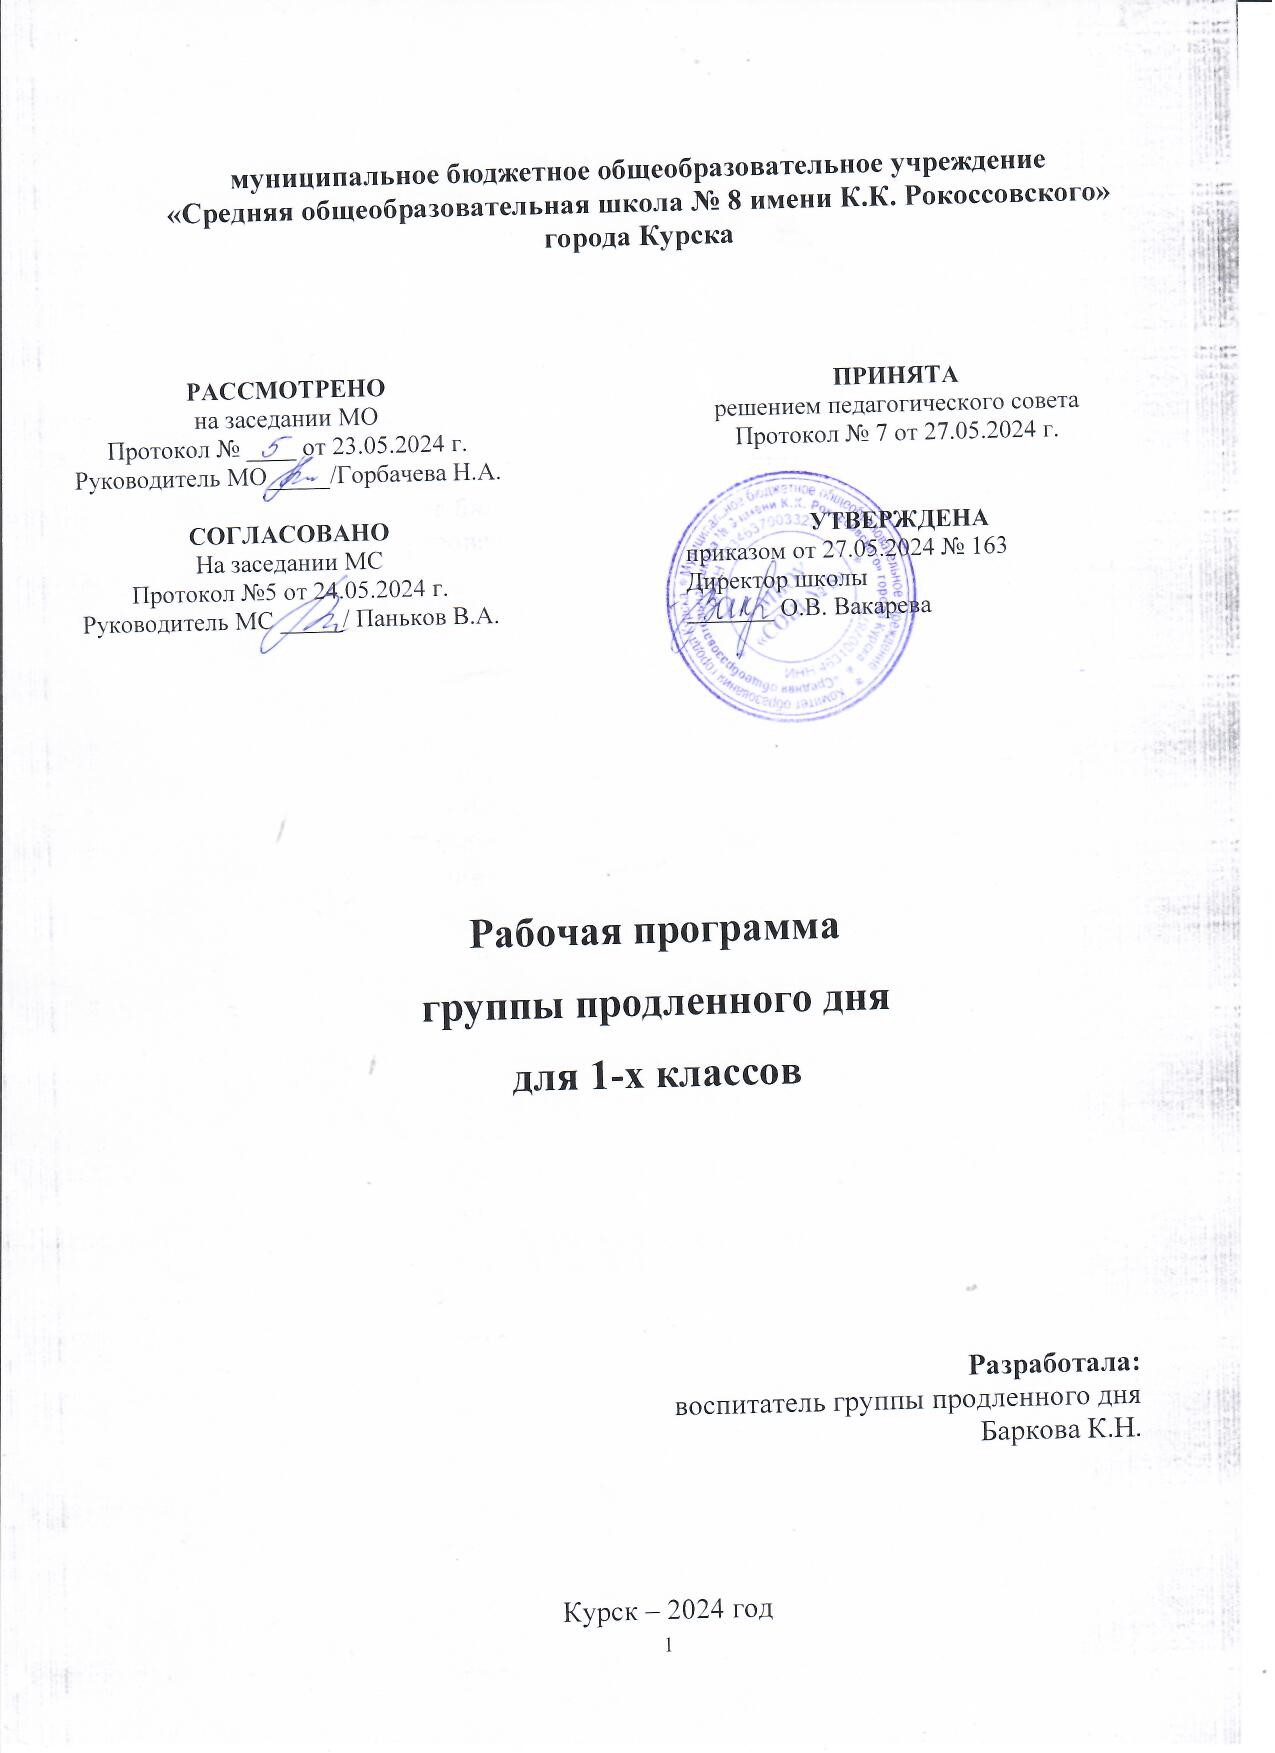 муниципальное бюджетное общеобразовательное учреждение
«Средняя общеобразовательная школа № 8 имени К.К. Рокоссовского»
города Курска
РАССМОТРЕНО
на заседании МО
Протокол № 5 от 23.05.2024 г.
Руководитель МО_____/Горбачева Н.А.
СОГЛАСОВАНО
На заседании МС
Протокол №5 от 24.05.2024 г.
Руководитель МС _____/ Паньков В.А.
ПРИНЯТА
решением педагогического совета
Протокол № 7 от 27.05.2024 г.
УТВЕРЖДЕНА
приказом от 27.05.2024 № 163
Директор школы
_______ О.В. Вакарева
Рабочая программа
группы продленного дня
для 1-х классов
Разработала:
воспитатель группы продленного дня
Баркова К.Н.
Курск – 2024 год
1